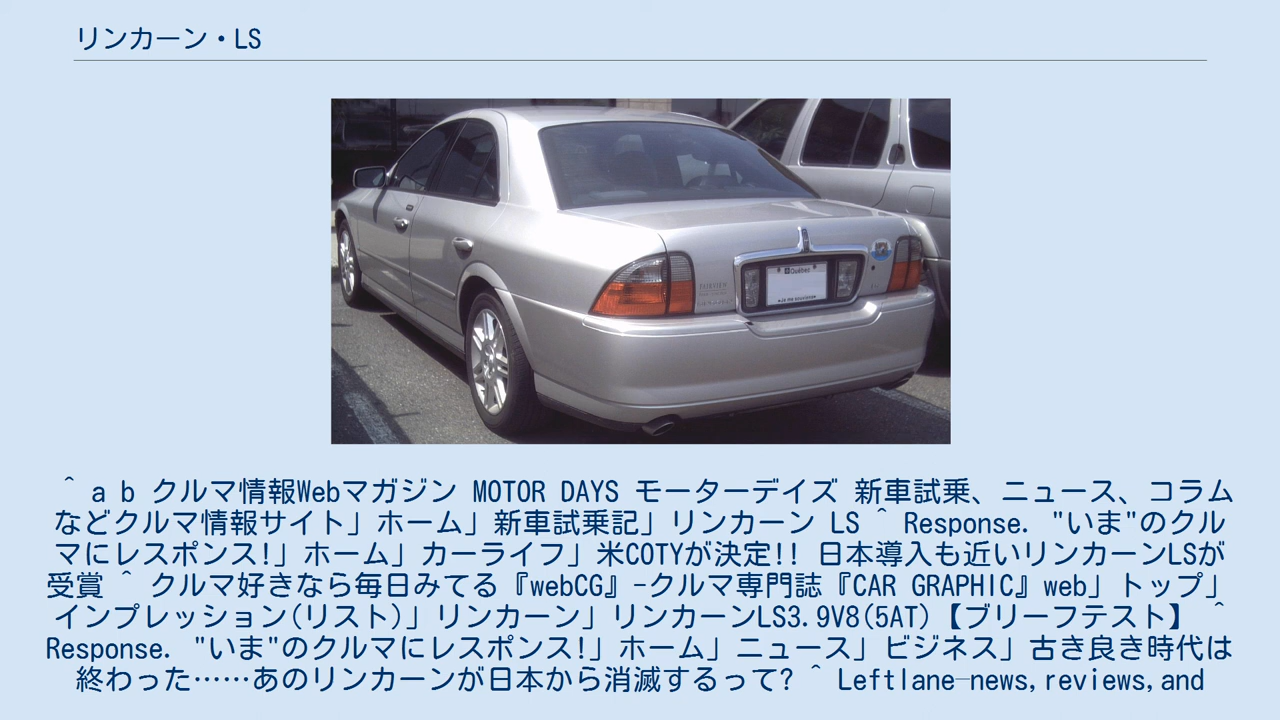 リンカーン・LS
Québec
^ a b クルマ情報Webマガジン MOTOR DAYS モーターデイズ 新車試乗、ニュース、コラム
などクルマ情報サイト」ホーム」新車試乗記」リンカーン LS ^ Response. "いま"のクル
マにレスポンス!」ホーム」カーライフ」米COTYが決定!! 日本導入も近いリンカーンLSが
受賞 ^ クルマ好きなら毎日みてる『webCG』-クルマ専門誌『CAR GRAPHIC』web」トップ」
インプレッション(リスト)」リンカーン」リンカーンLS3.9V8(5AT)【ブリーフテスト】 ^
Response. "いま"のクルマにレスポンス!」ホーム」ニュース」ビジネス」古き良き時代は
終わった……あのリンカーンが日本から消滅するって? ^ Leftlane-news,reviews,and